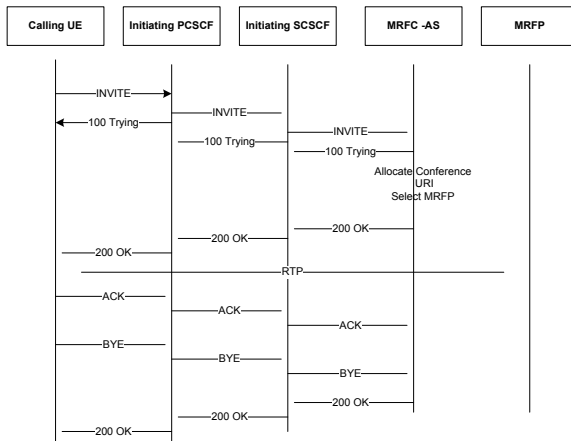 Calling UE
Initiating PCSCF
Initiating SCSCF
MRFC -AS
MRFP
INVITE
INVITE
100 Trying
INVITE
100 Trying
100 Trying
Allocate Conference
URI
Select MRFP
200 OK
200 OK
200 OK
RTP
ACK
ACK
ACK
BYE
BYE
BYE
200 OK
200 OK
200 OK